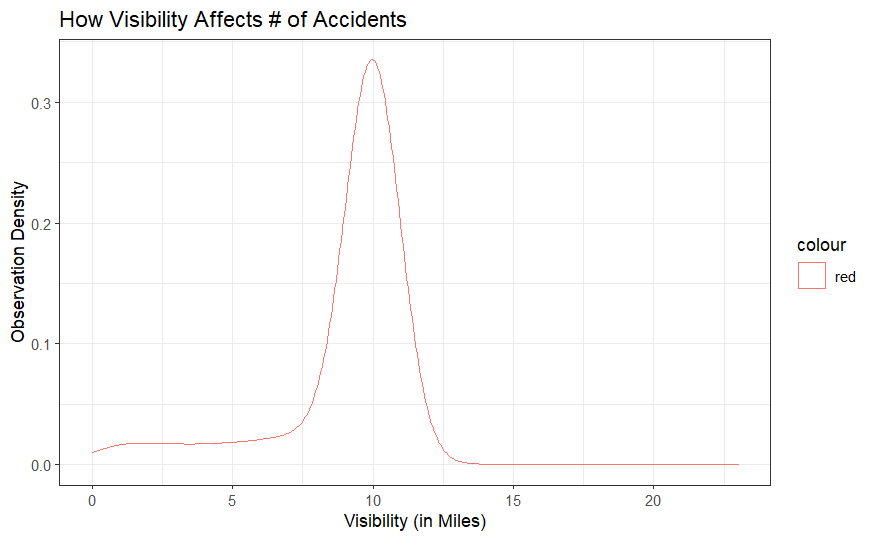 How Visibility Affects # of Accidents
Observation Density
0.3
0.2
0.1
0.0
0
5
10
15
20
Visibility (in Miles)
colour
red